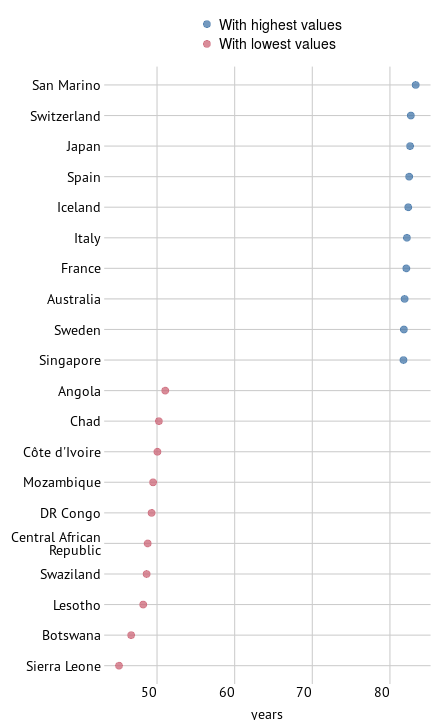 With highest values
With lowest values
San Marino
Switzerland
Japan
Spain
Iceland
Italy
France
Australia
Sweden
Singapore
Angola
Chad
Côte d'Ivoire
Mozambique
DR Congo
Central African
Republic
Swaziland
Lesotho
Botswana
Sierra Leone
50 60 70 80
years